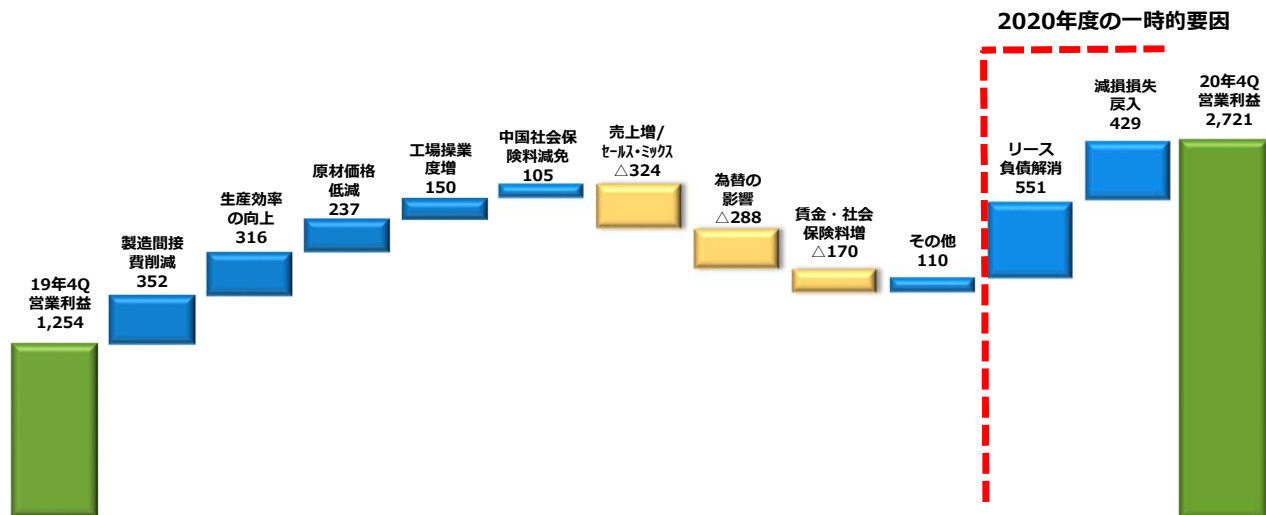 2020年度の一時的要因
19年4Q
営業利益
1,254
製造間接
費削減
352
生産効率
の向上
316
原材価格
低減
237
工場操業
度増
150
中国社会保
険料減免
105
売上増/
ｾｰﾙｽ・ﾐｯｸｽ
△324
為替の
影響
△288
賃金・社会
保険料増
△170
その他
110
リース
負債解消
551
減損損失
戻入
429
20年4Q
営業利益
2,721